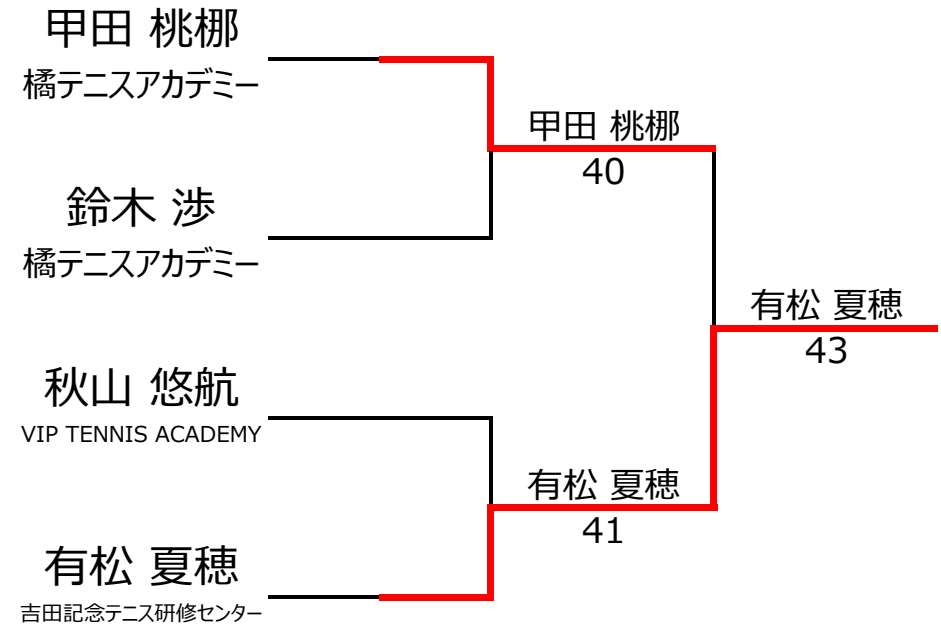 甲田 桃梛
橘テニスアカデミー
甲田 桃梛
40
鈴木 渉
橘テニスアカデミー
有松 夏穂
43
秋山 悠航
VIP TENNIS ACADEMY
有松 夏穂
41
有松 夏穂
吉田記念テニス研修センター